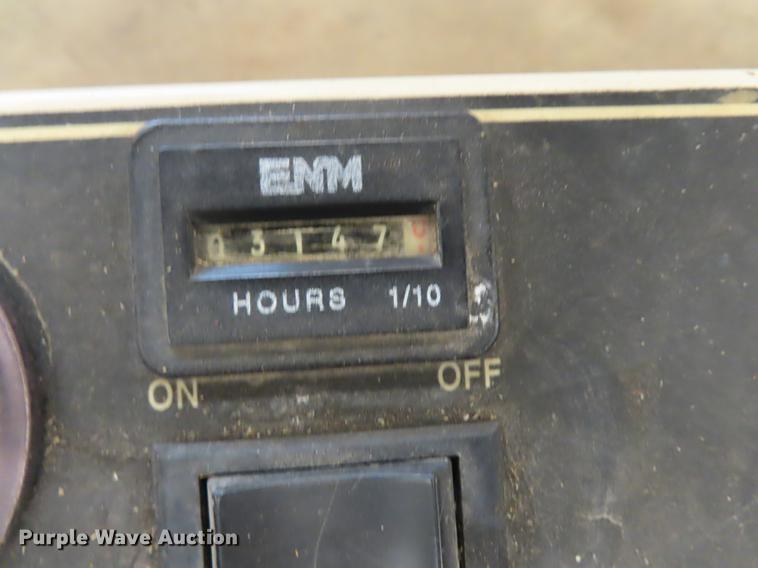 ENM
0 3 1 4 7
HOURS 1/10
ON OFF
Purple Wave Auction